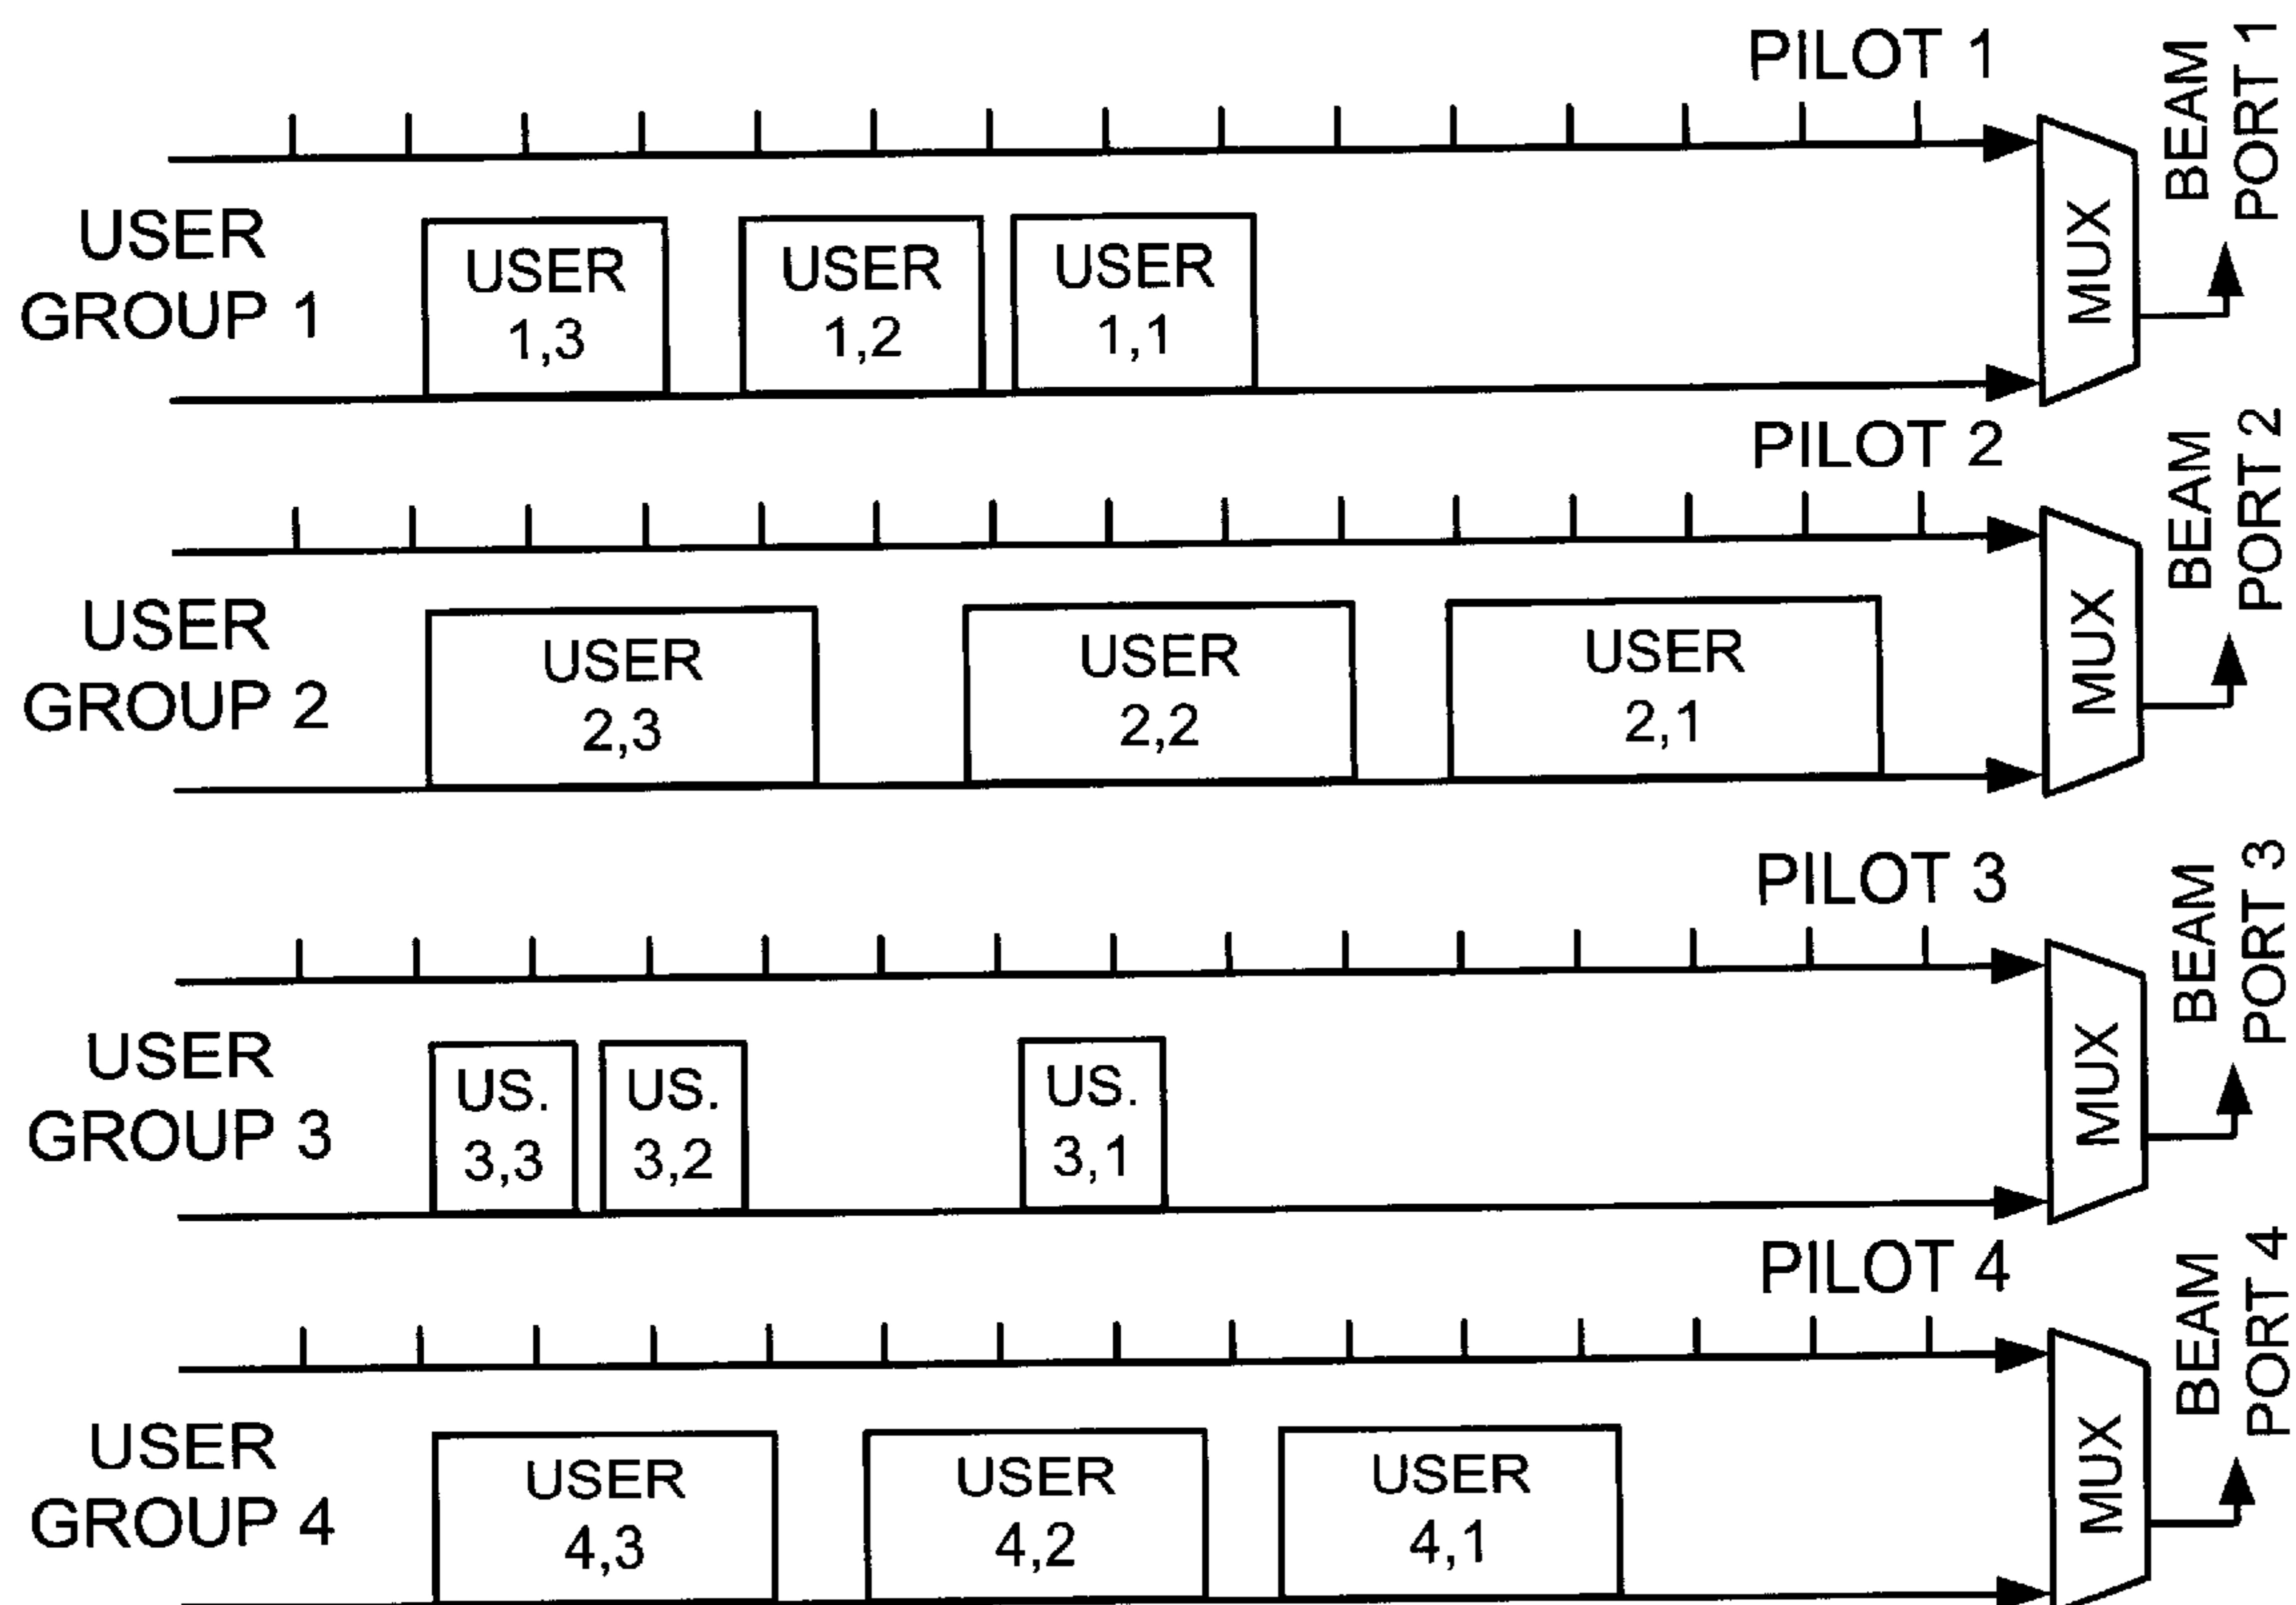 PILOT 1
BEAM
PORT 1
USER
GROUP 1
USER
1,3
USER
1,2
USER
1,1
MUX
PILOT 2
BEAM
PORT 2
USER
GROUP 2
USER
2,3
USER
2,2
USER
2,1
MUX
PILOT 3
BEAM
PORT 3
USER
GROUP 3
US.
3,3
US.
3,2
US.
3,1
MUX
PILOT 4
BEAM
PORT 4
USER
GROUP 4
USER
4,3
USER
4,2
USER
4,1
MUX